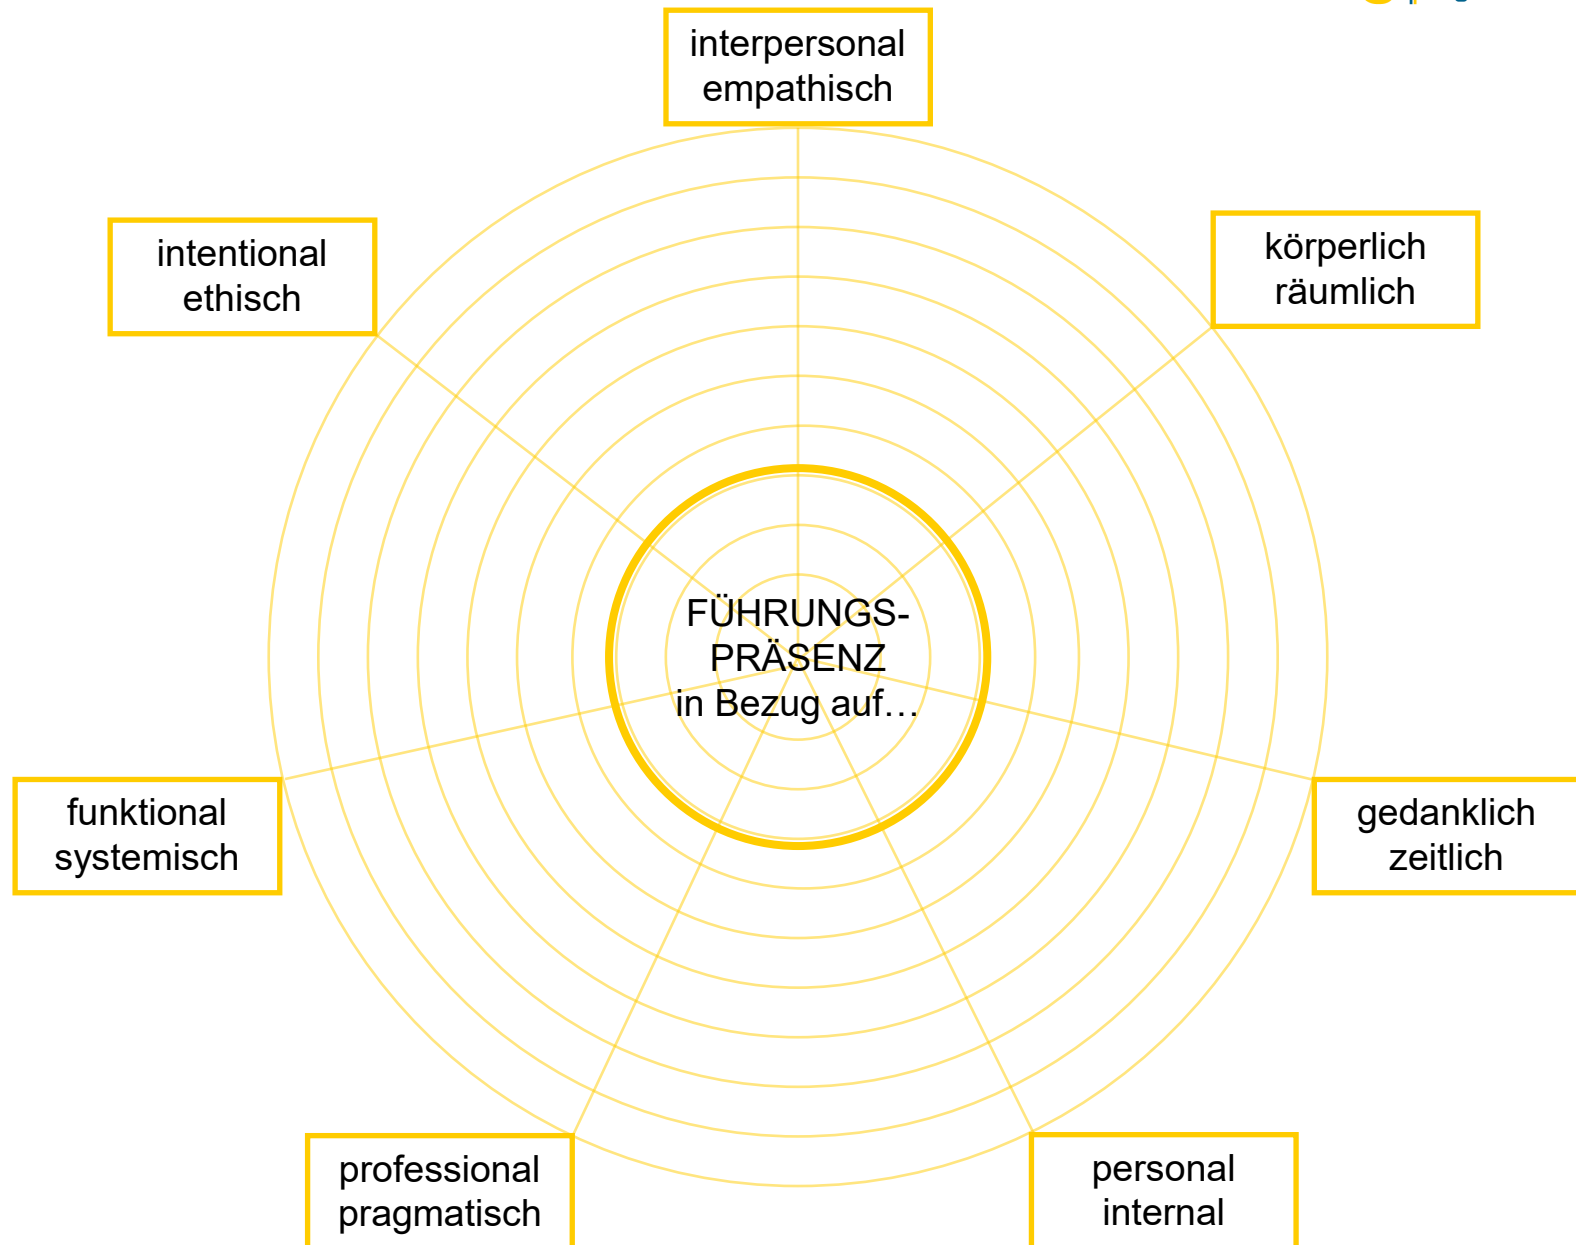 interpersonal
empathisch
intentional
ethisch
körperlich
räumlich
FÜHRUNGS-
PRÄSENZ
in Bezug auf…
funktional
systemisch
gedanklich
zeitlich
professional
pragmatisch
personal
internal